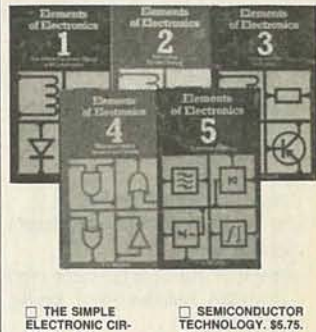 Elements
of Electronics
1
Elements
of Electronics
2
Elements
of Electronics
3
Elements
of Electronics
4
Elements
of Electronics
5
☐ THE SIMPLE
ELECTRONIC CIR-
☐ SEMICONDUCTOR
TECHNOLOGY. $5.75.